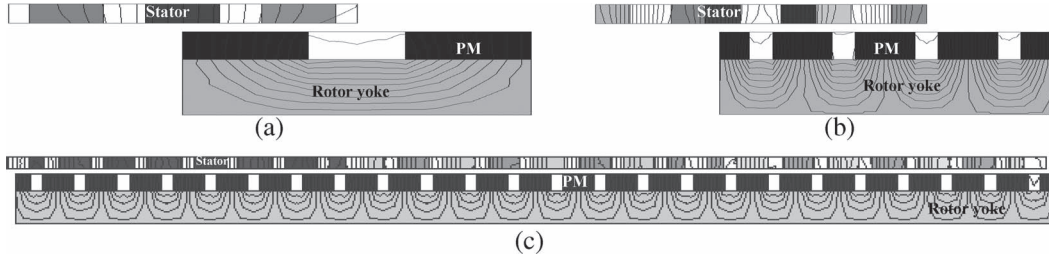 Stator
PM
Rotor yoke
(a)
Stator
PM
Rotor yoke
(b)
Stator
PM
Rotor yoke
(c)